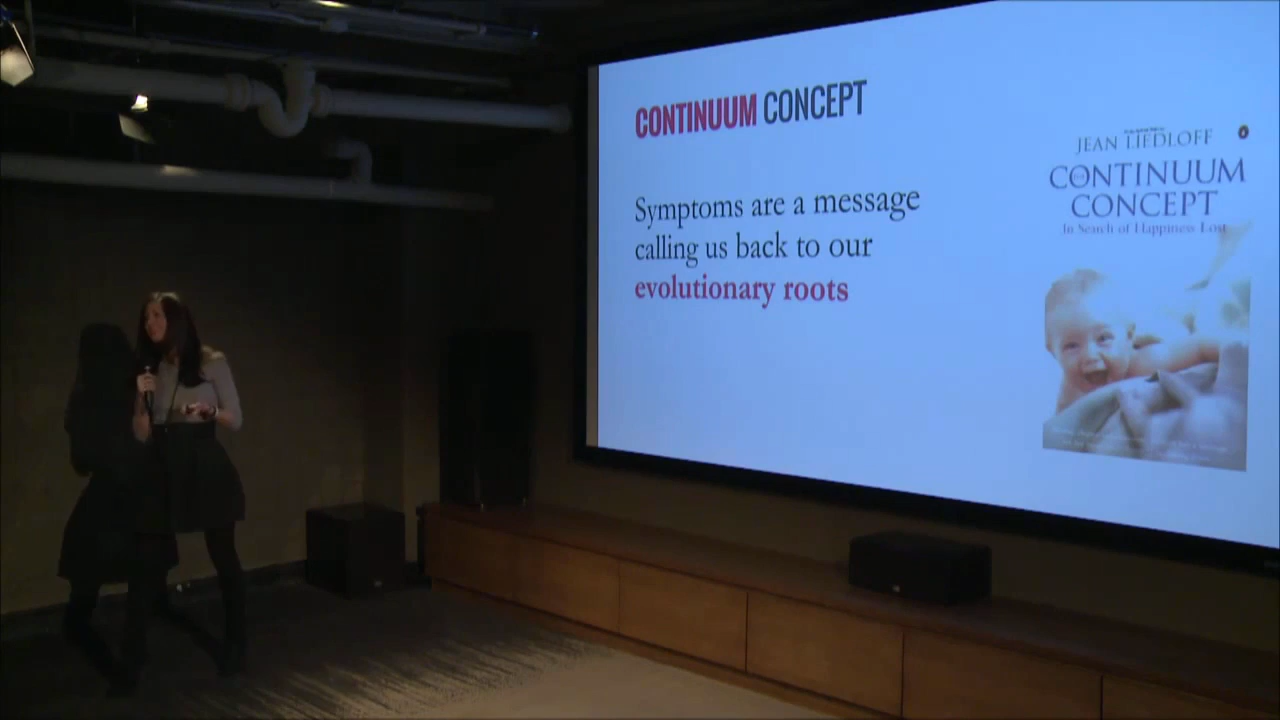 CONTINUUM CONCEPT
Symptoms are a message
calling us back to our
evolutionary roots
JEAN LIEDLOFF
THE
CONTINUUM
CONCEPT
In Search of Happiness Lost